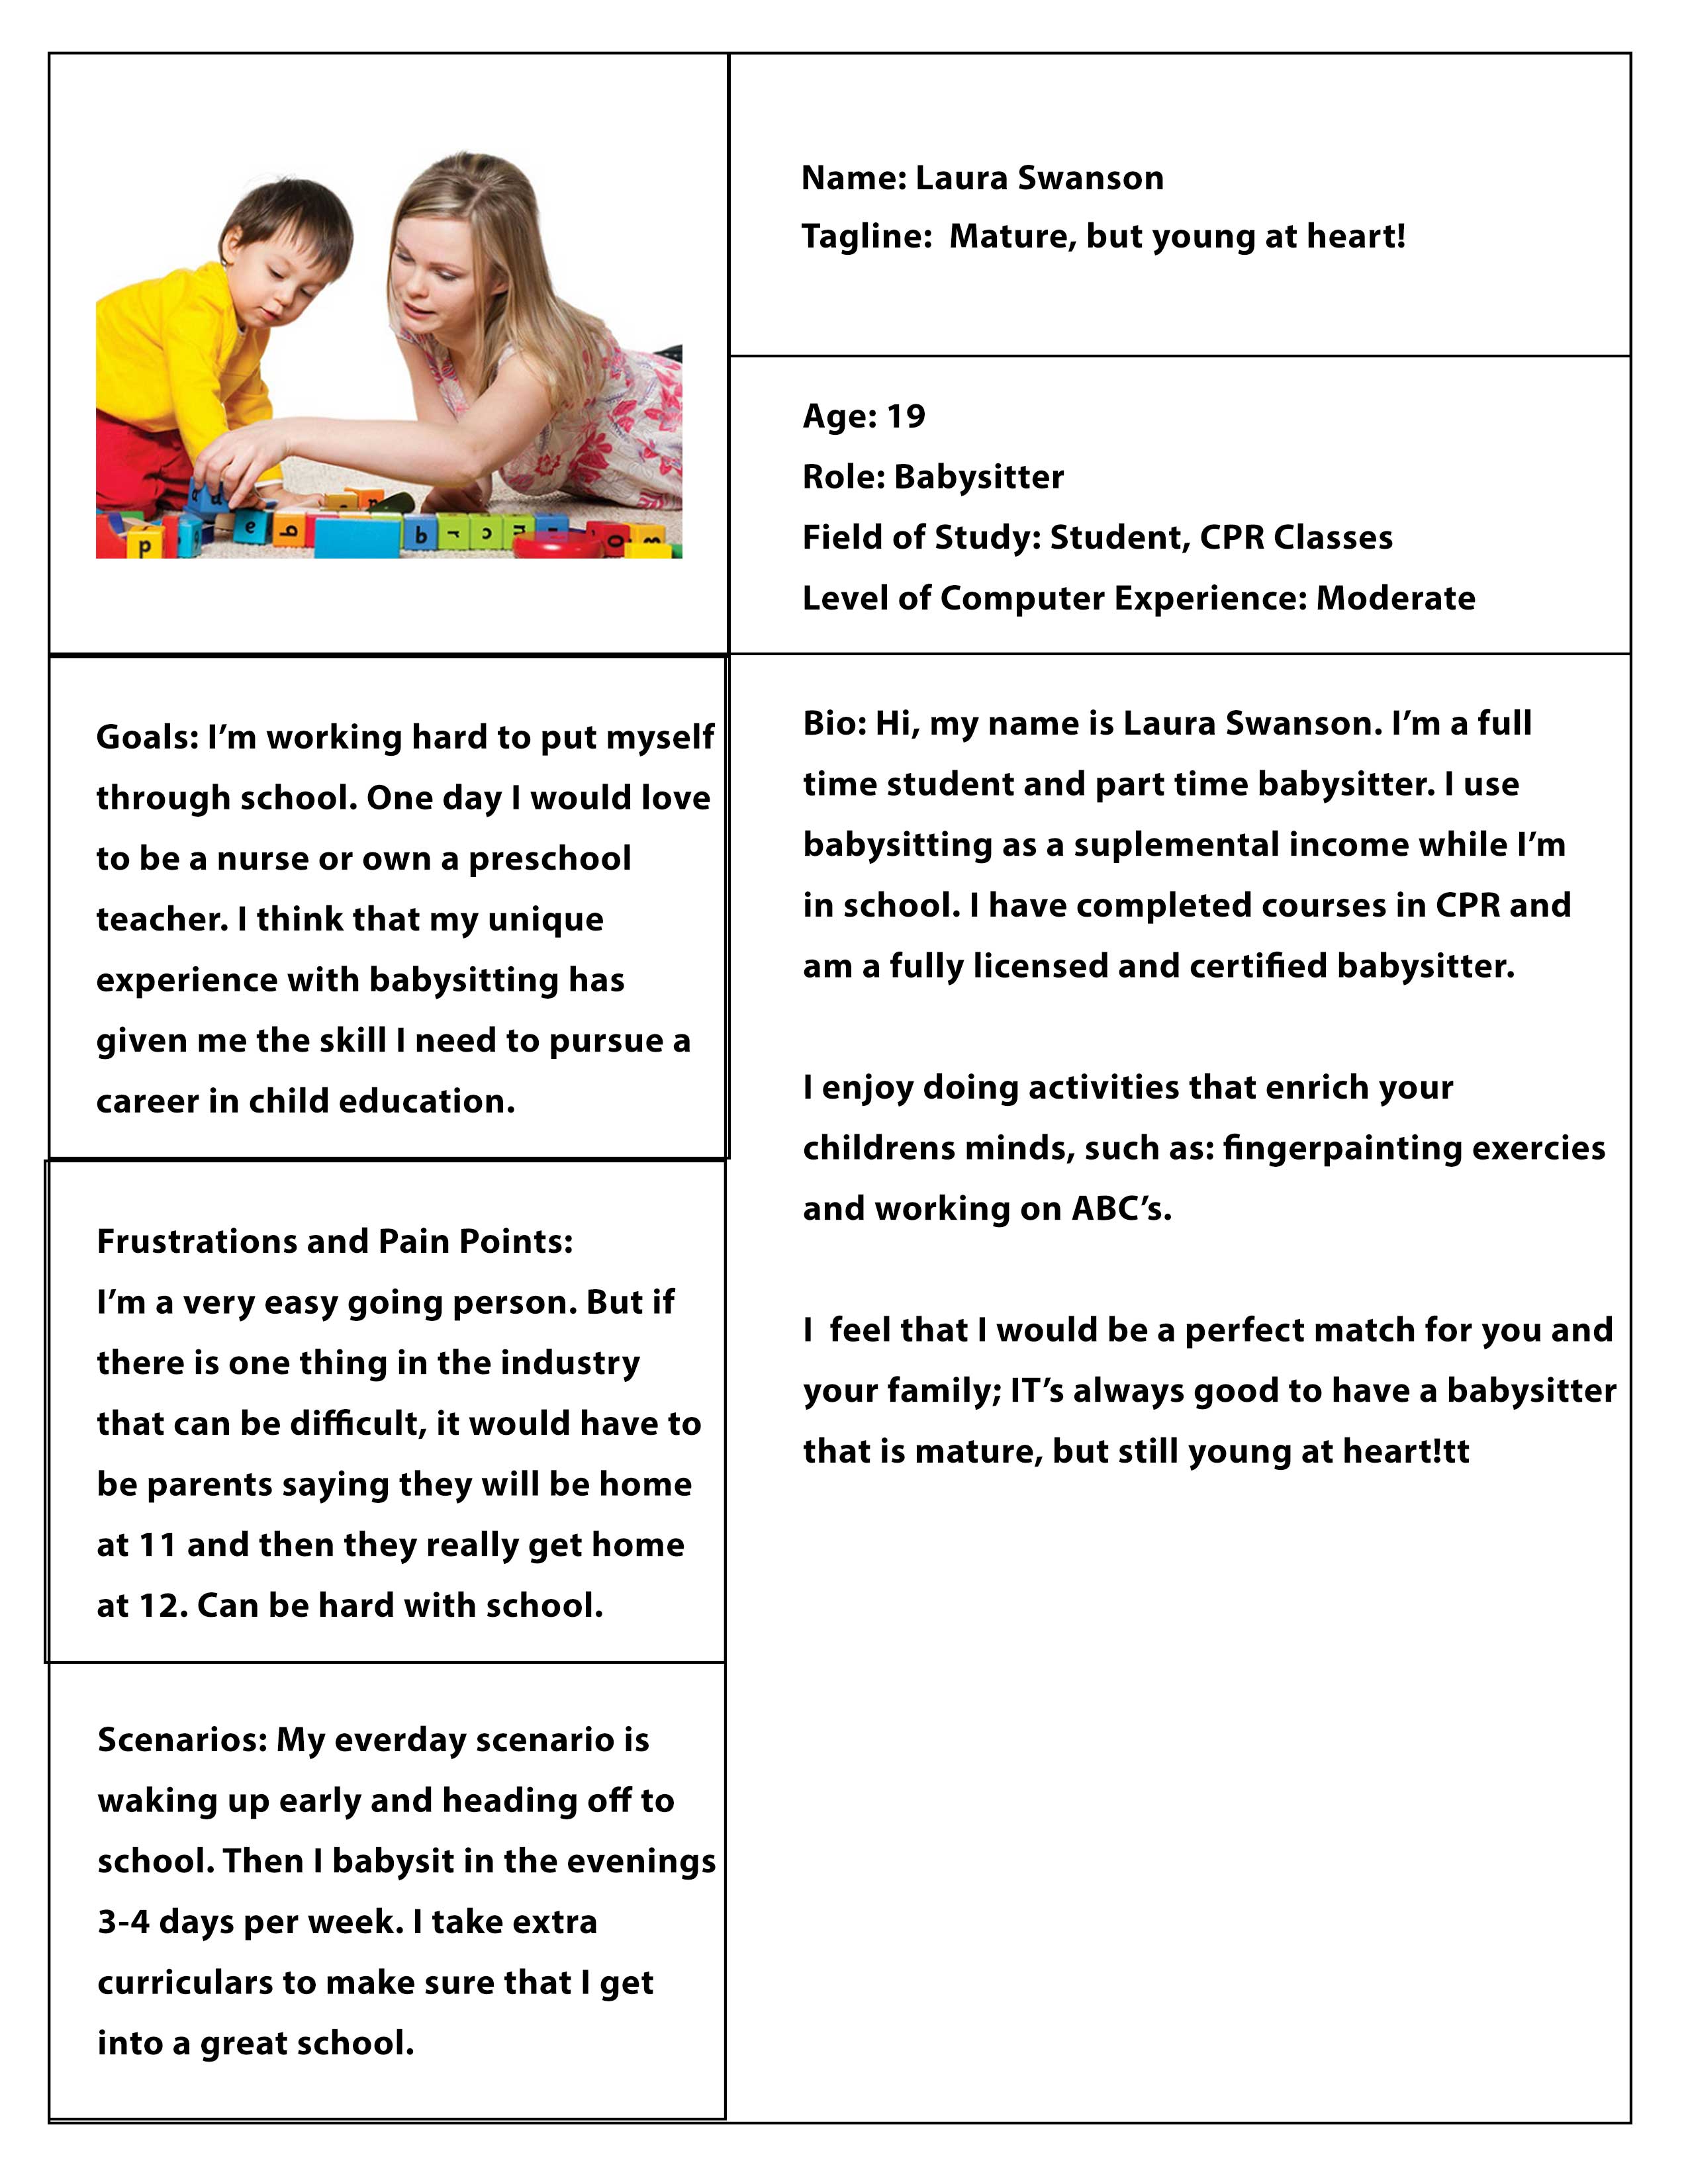 Name: Laura Swanson
Tagline:  Mature, but young at heart!
Age: 19
Role: Babysitter
Field of Study: Student, CPR Classes
Level of Computer Experience: Moderate
Goals: I’m working hard to put myself
through school. One day I would love
to be a nurse or own a preschool
teacher. I think that my unique
experience with babysitting has
given me the skill I need to pursue a
career in child education.
Frustrations and Pain Points:
I’m a very easy going person. But if
there is one thing in the industry
that can be difficult, it would have to
be parents saying they will be home
at 11 and then they really get home
at 12. Can be hard with school.
Scenarios: My everday scenario is
waking up early and heading off to
school. Then I babysit in the evenings
3-4 days per week. I take extra
curriculars to make sure that I get
into a great school.
Bio: Hi, my name is Laura Swanson. I’m a full
time student and part time babysitter. I use
babysitting as a suplemental income while I’m
in school. I have completed courses in CPR and
am a fully licensed and certified babysitter.
I enjoy doing activities that enrich your
childrens minds, such as: fingerpainting exercies
and working on ABC’s.
I  feel that I would be a perfect match for you and
your family; IT’s always good to have a babysitter
that is mature, but still young at heart!tt